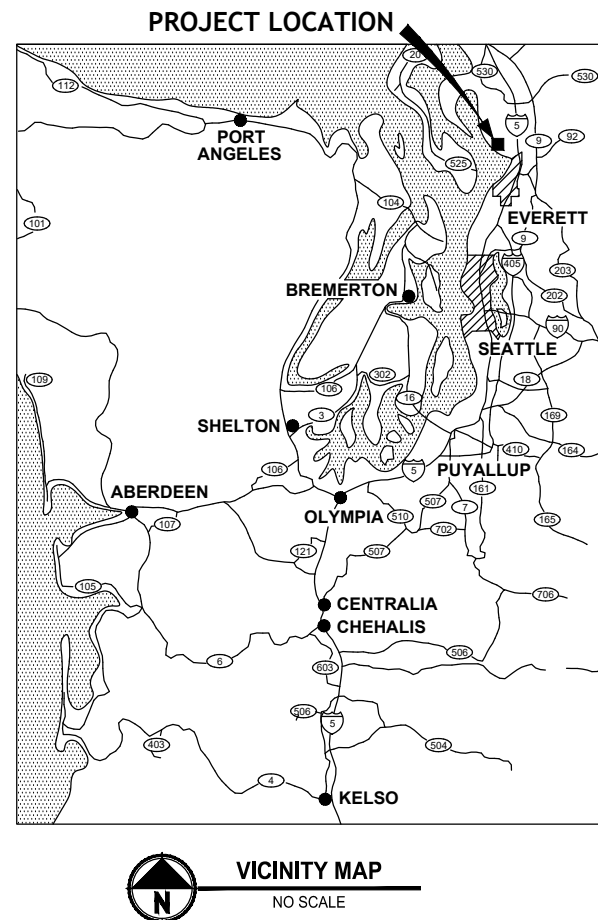 PROJECT LOCATION
20
530
530
112
5
9
92
PORT
ANGELES
525
104
EVERETT
101
9
405
203
BREMERTON
202
90
SEATTLE
109
302
18
106
16
169
3
SHELTON
410
164
106
5
PUYALLUP
161
ABERDEEN
507
OLYMPIA
510
7
165
107
702
121
507
105
706
CENTRALIA
CHEHALIS
506
6
603
506
5
403
504
4
KELSO
N
VICINITY MAP
NO SCALE